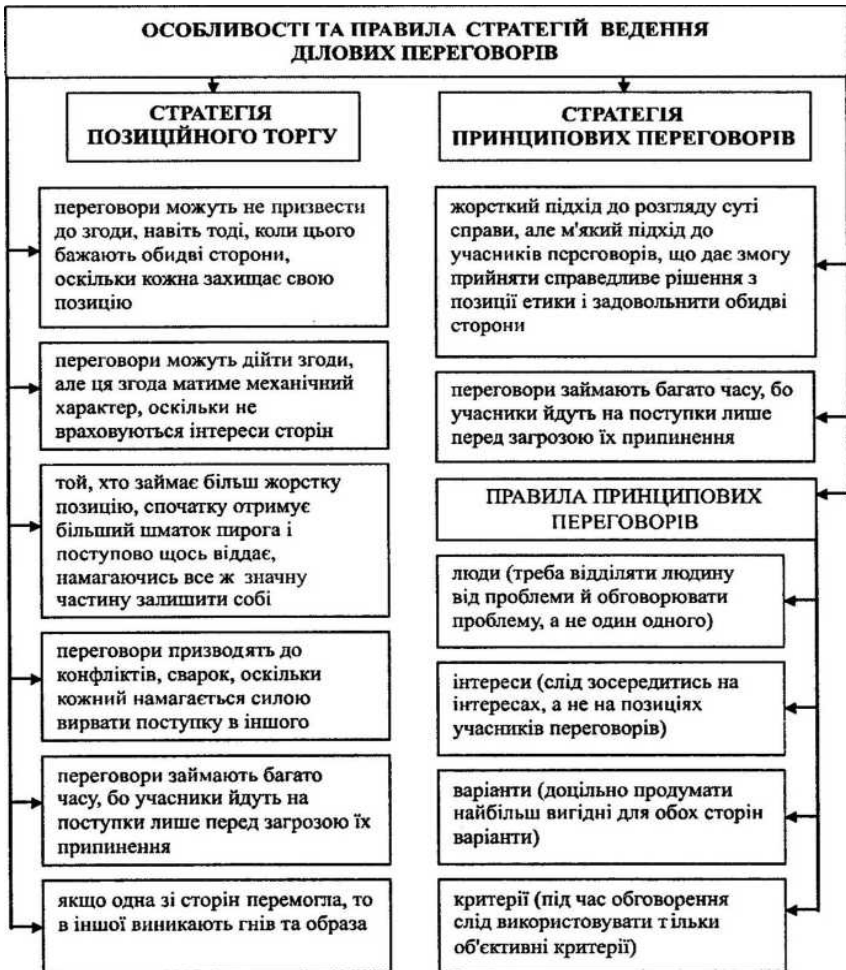 ОСОБЛИВОСТІ ТА ПРАВИЛА СТРАТЕГІЙ ВЕДЕННЯ
ДІЛОВИХ ПЕРЕГОВОРІВ
СТРАТЕГІЯ
ПОЗИЦІЙНОГО ТОРГУ
переговори можуть не призвести
до згоди, навіть тоді, коли цього
бажають обидві сторони,
оскільки кожна захищає свою
позицію
переговори можуть дійти згоди,
але ця згода матиме механічний
характер, оскільки не
враховуються інтереси сторін
той, хто займає більш жорстку
позицію, спочатку отримує
більший шматок пирога і
поступово щось віддає,
намагаючись все ж значну
частину залишити собі
переговори призводять до
конфліктів, сварок, оскільки
кожний намагається силою
вирвати поступку в іншого
переговори займають багато
часу, бо учасники йдуть на
поступки лише перед загрозою їх
припинення
якщо одна зі сторін перемогла, то
в іншої виникають гнів та образа
СТРАТЕГІЯ
ПРИНЦИПОВИХ ПЕРЕГОВОРІВ
жорсткий підхід до розгляду суті
справи, але м'який підхід до
учасників переговорів, що дає змогу
прийняти справедливе рішення з
позиції етики і задовольнити обидві
сторони
переговори займають багато часу, бо
учасники йдуть на поступки лише
перед загрозою їх припинення
ПРАВИЛА ПРИНЦИПОВИХ
ПЕРЕГОВОРІВ
люди (треба відділяти людину
від проблеми й обговорювати
проблему, а не один одного)
інтереси (слід зосередитись на
інтересах, а не на позиціях
учасників переговорів)
варіанти (доцільно продумати
найбільш вигідні для обох сторін
варіанти)
критерії (під час обговорення
слід використовувати тільки
об'єктивні критерії)